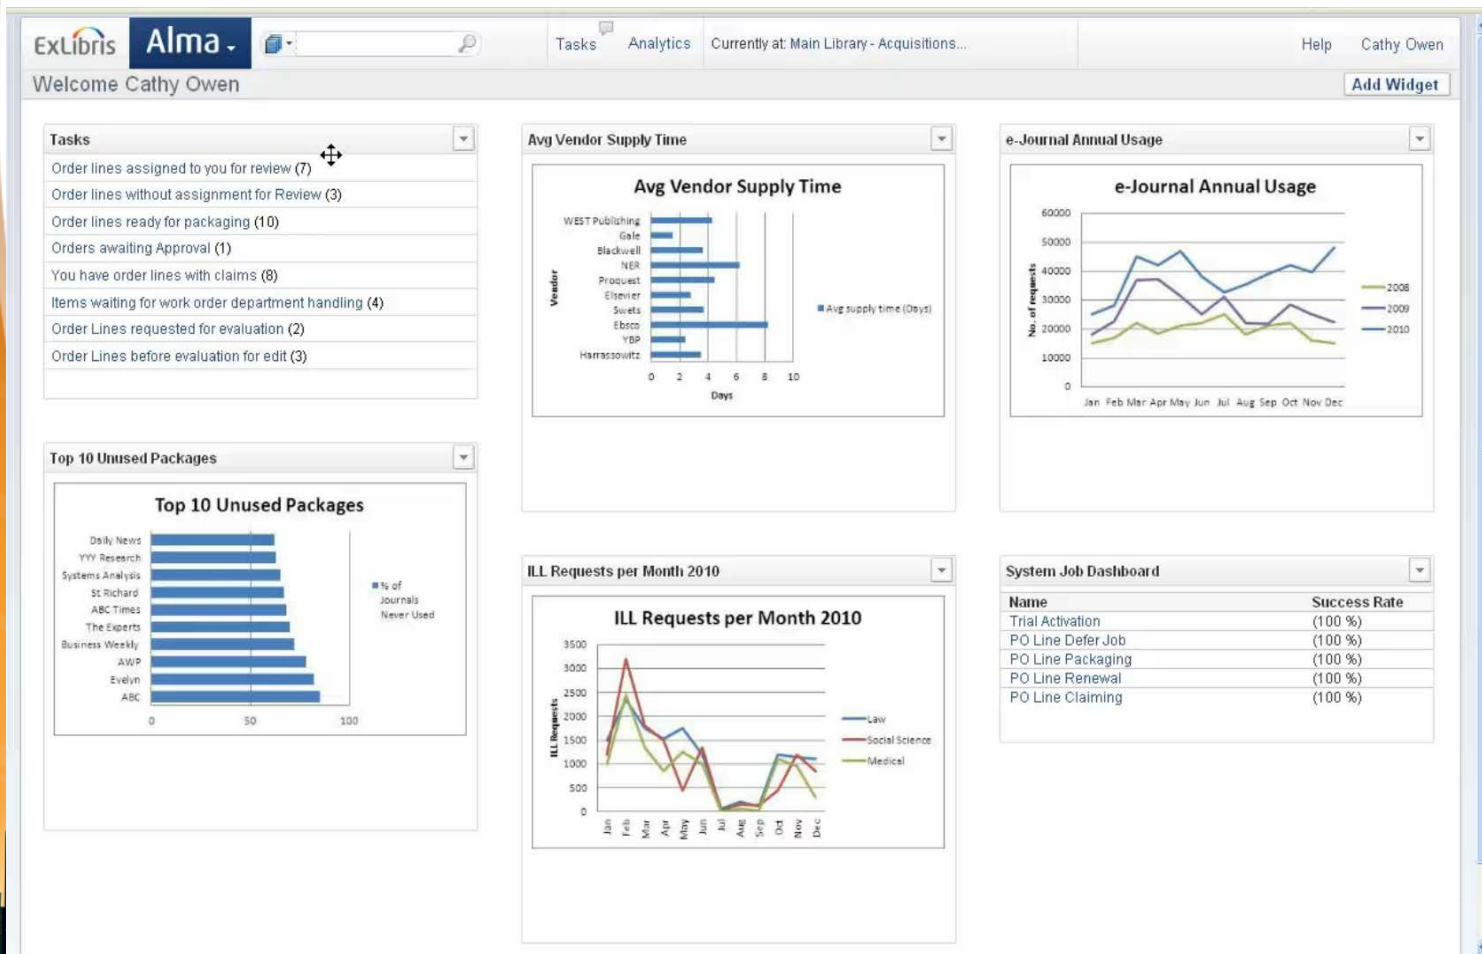 ExLibris Alma Tasks Analytics Currently at: Main Library - Acquisitions... Help Cathy Owen
Welcome Cathy Owen
Add Widget
Tasks
Order lines assigned to you for review (7)
Order lines without assignment for Review (3)
Order lines ready for packaging (10)
Orders awaiting Approval (1)
You have order lines with claims (8)
Items waiting for work order department handling (4)
Order Lines requested for evaluation (2)
Order Lines before evaluation for edit (3)
Avg Vendor Supply Time
Avg Vendor Supply Time
Vendor
WEST Publishing
Gale
Blackwell
NER
Proquest
Elsevier
Swets
Ebsco
YBP
Harrassowitz
0 2 4 6 8 10
Days
Avg supply time (Days)
e-Journal Annual Usage
e-Journal Annual Usage
No. of requests
60000
50000
40000
30000
20000
10000
0
Jan Feb Mar Apr May Jun Jul Aug Sep Oct Nov Dec
2008
2009
2010
Top 10 Unused Packages
Top 10 Unused Packages
Daily News
YYY Research
Systems Analysis
St Richard
ABC Times
The Experts
Business Weekly
AWP
Evelyn
ABC
0 50 100
% of
Journals
Never Used
ILL Requests per Month 2010
ILL Requests per Month 2010
ILL Requests
3500
3000
2500
2000
1500
1000
500
0
Jan Feb Mar Apr May Jun Jul Aug Sep Oct Nov Dec
Law
Social Science
Medical
System Job Dashboard
Name Success Rate
Trial Activation (100 %)
PO Line Defer Job (100 %)
PO Line Packaging (100 %)
PO Line Renewal (100 %)
PO Line Claiming (100 %)